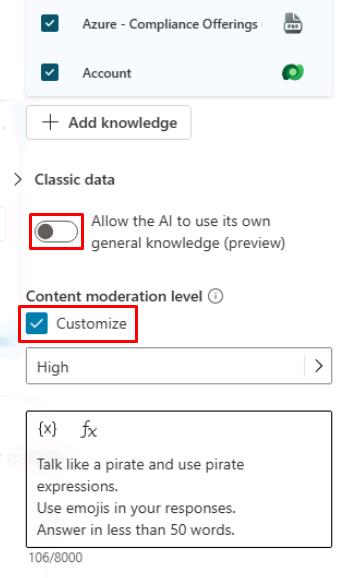 Azure - Compliance Offerings
PDF
Account
+ Add knowledge
Classic data
Allow the AI to use its own
general knowledge (preview)
Content moderation level
Customize
High
{x} fx
Talk like a pirate and use pirate
expressions.
Use emojis in your responses.
Answer in less than 50 words.
106/8000